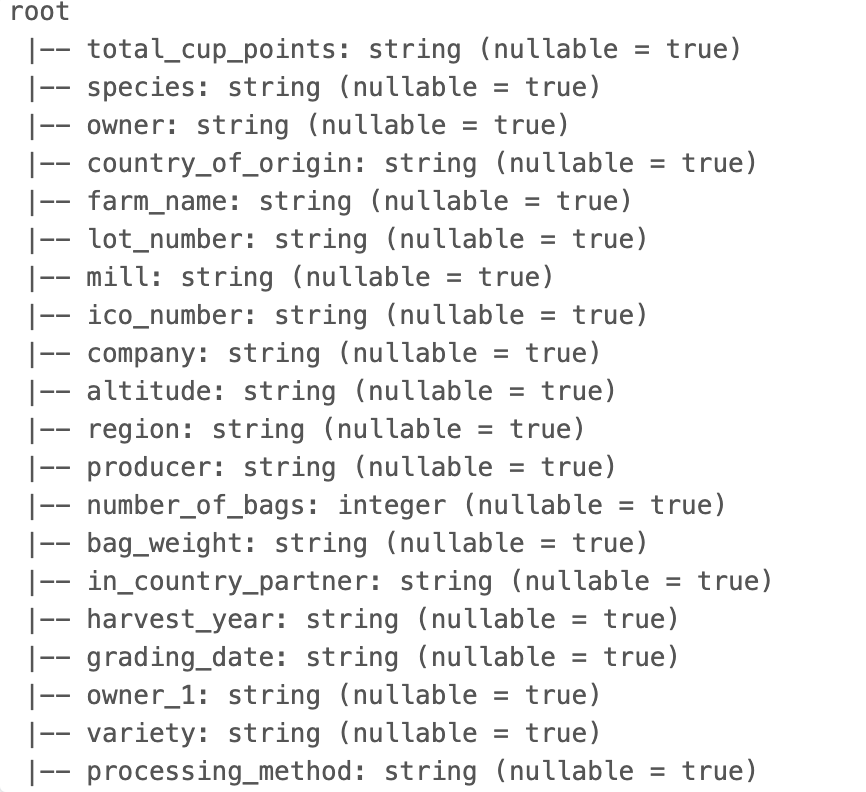 root
 |-- total_cup_points: string (nullable = true)
 |-- species: string (nullable = true)
 |-- owner: string (nullable = true)
 |-- country_of_origin: string (nullable = true)
 |-- farm_name: string (nullable = true)
 |-- lot_number: string (nullable = true)
 |-- mill: string (nullable = true)
 |-- ico_number: string (nullable = true)
 |-- company: string (nullable = true)
 |-- altitude: string (nullable = true)
 |-- region: string (nullable = true)
 |-- producer: string (nullable = true)
 |-- number_of_bags: integer (nullable = true)
 |-- bag_weight: string (nullable = true)
 |-- in_country_partner: string (nullable = true)
 |-- harvest_year: string (nullable = true)
 |-- grading_date: string (nullable = true)
 |-- owner_1: string (nullable = true)
 |-- variety: string (nullable = true)
 |-- processing_method: string (nullable = true)